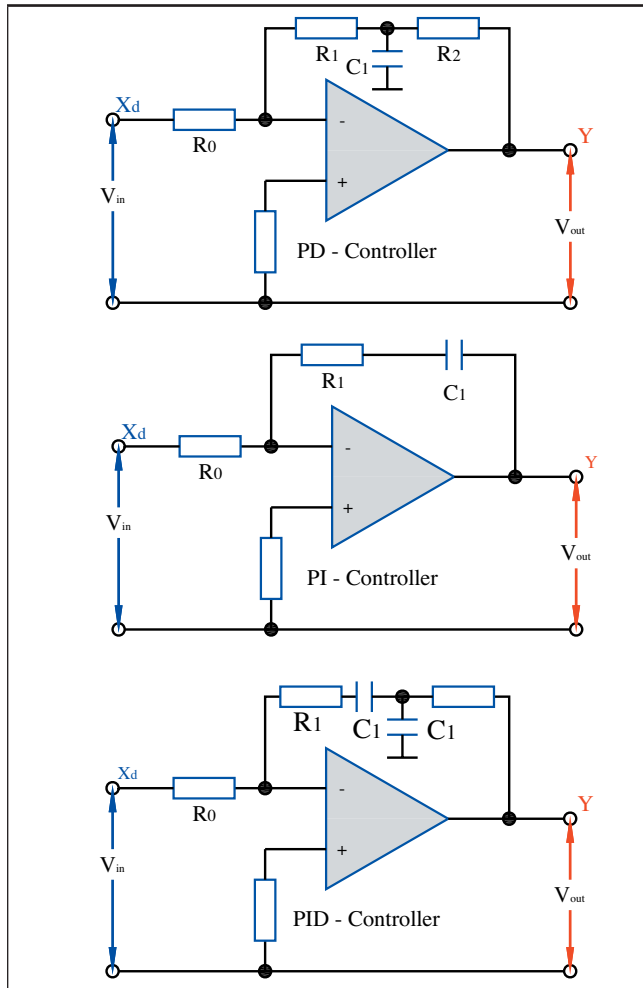 R1 R2
C1
Xd
R0
-
+
Vin
Y
Vout
PD - Controller
R1 C1
Xd
R0
-
+
Vin
Y
Vout
PI - Controller
R1 C1 C1
Xd
R0
-
+
Vin
Y
Vout
PID - Controller